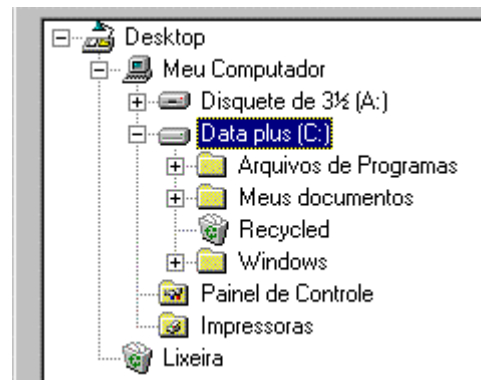 Desktop
Meu Computador
Disquete de 3½ (A:)
Data plus (C:)
Arquivos de Programas
Meus documentos
Recycled
Windows
Painel de Controle
Impressoras
Lixeira